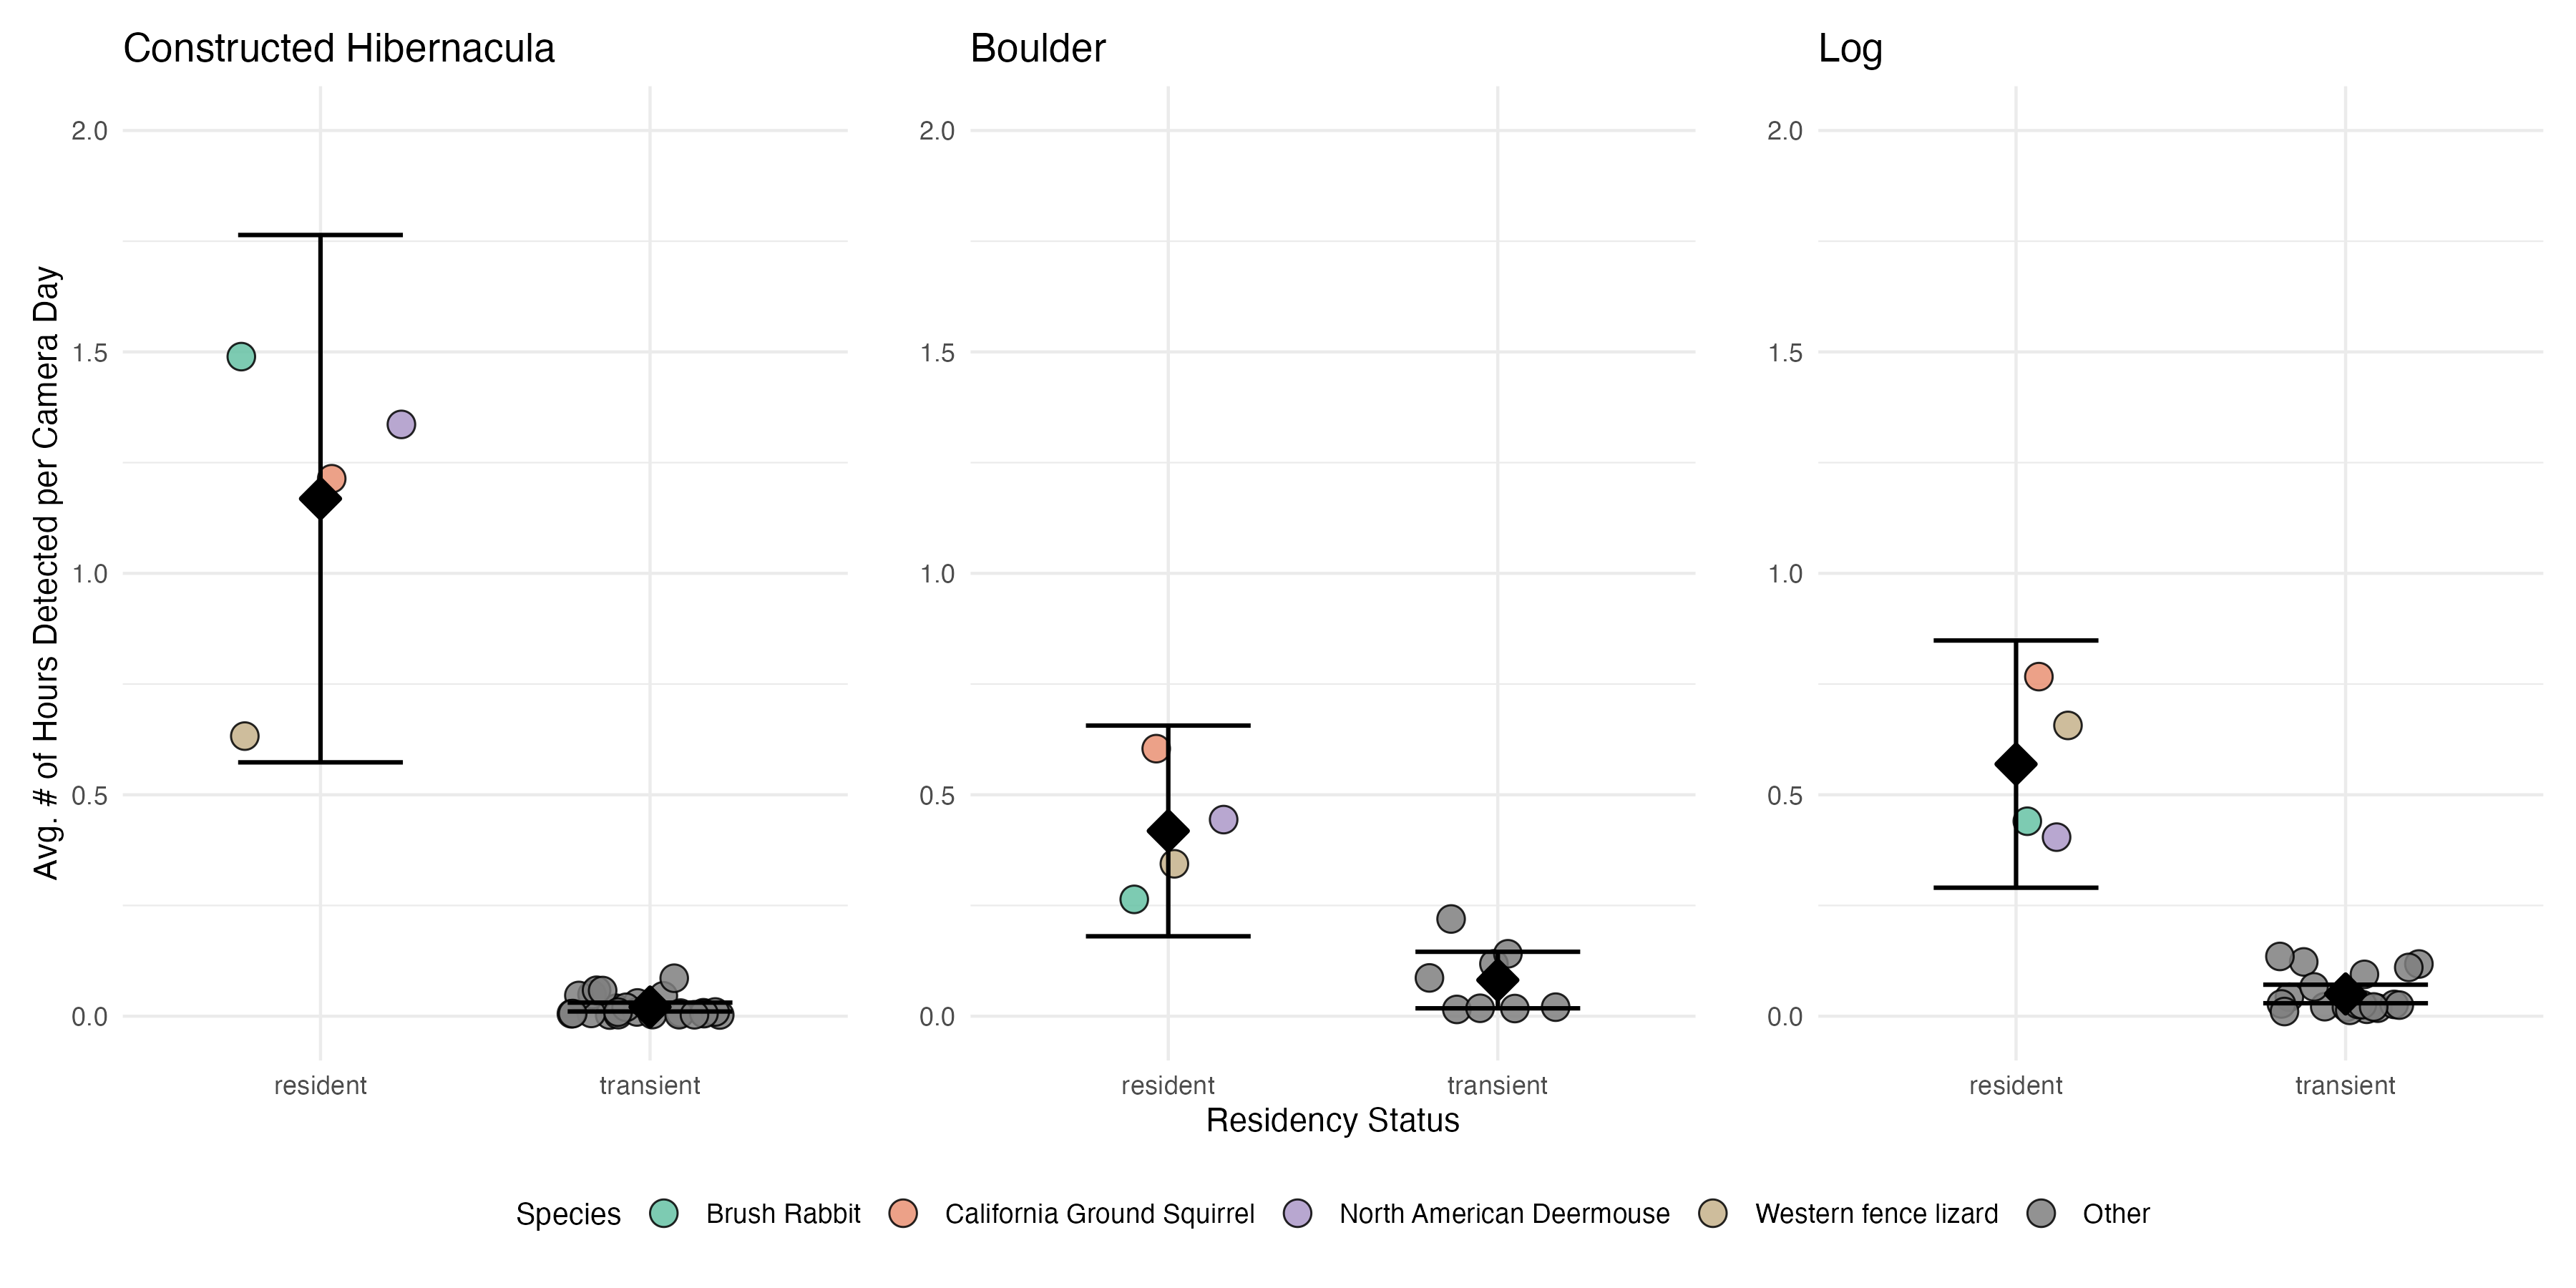 Constructed Hibernacula
Boulder
Log
Avg. # of Hours Detected per Camera Day
2.0
1.5
1.0
0.5
0.0
2.0
1.5
1.0
0.5
0.0
2.0
1.5
1.0
0.5
0.0
resident transient
resident transient
resident transient
Residency Status
Species Brush Rabbit California Ground Squirrel North American Deermouse Western fence lizard Other